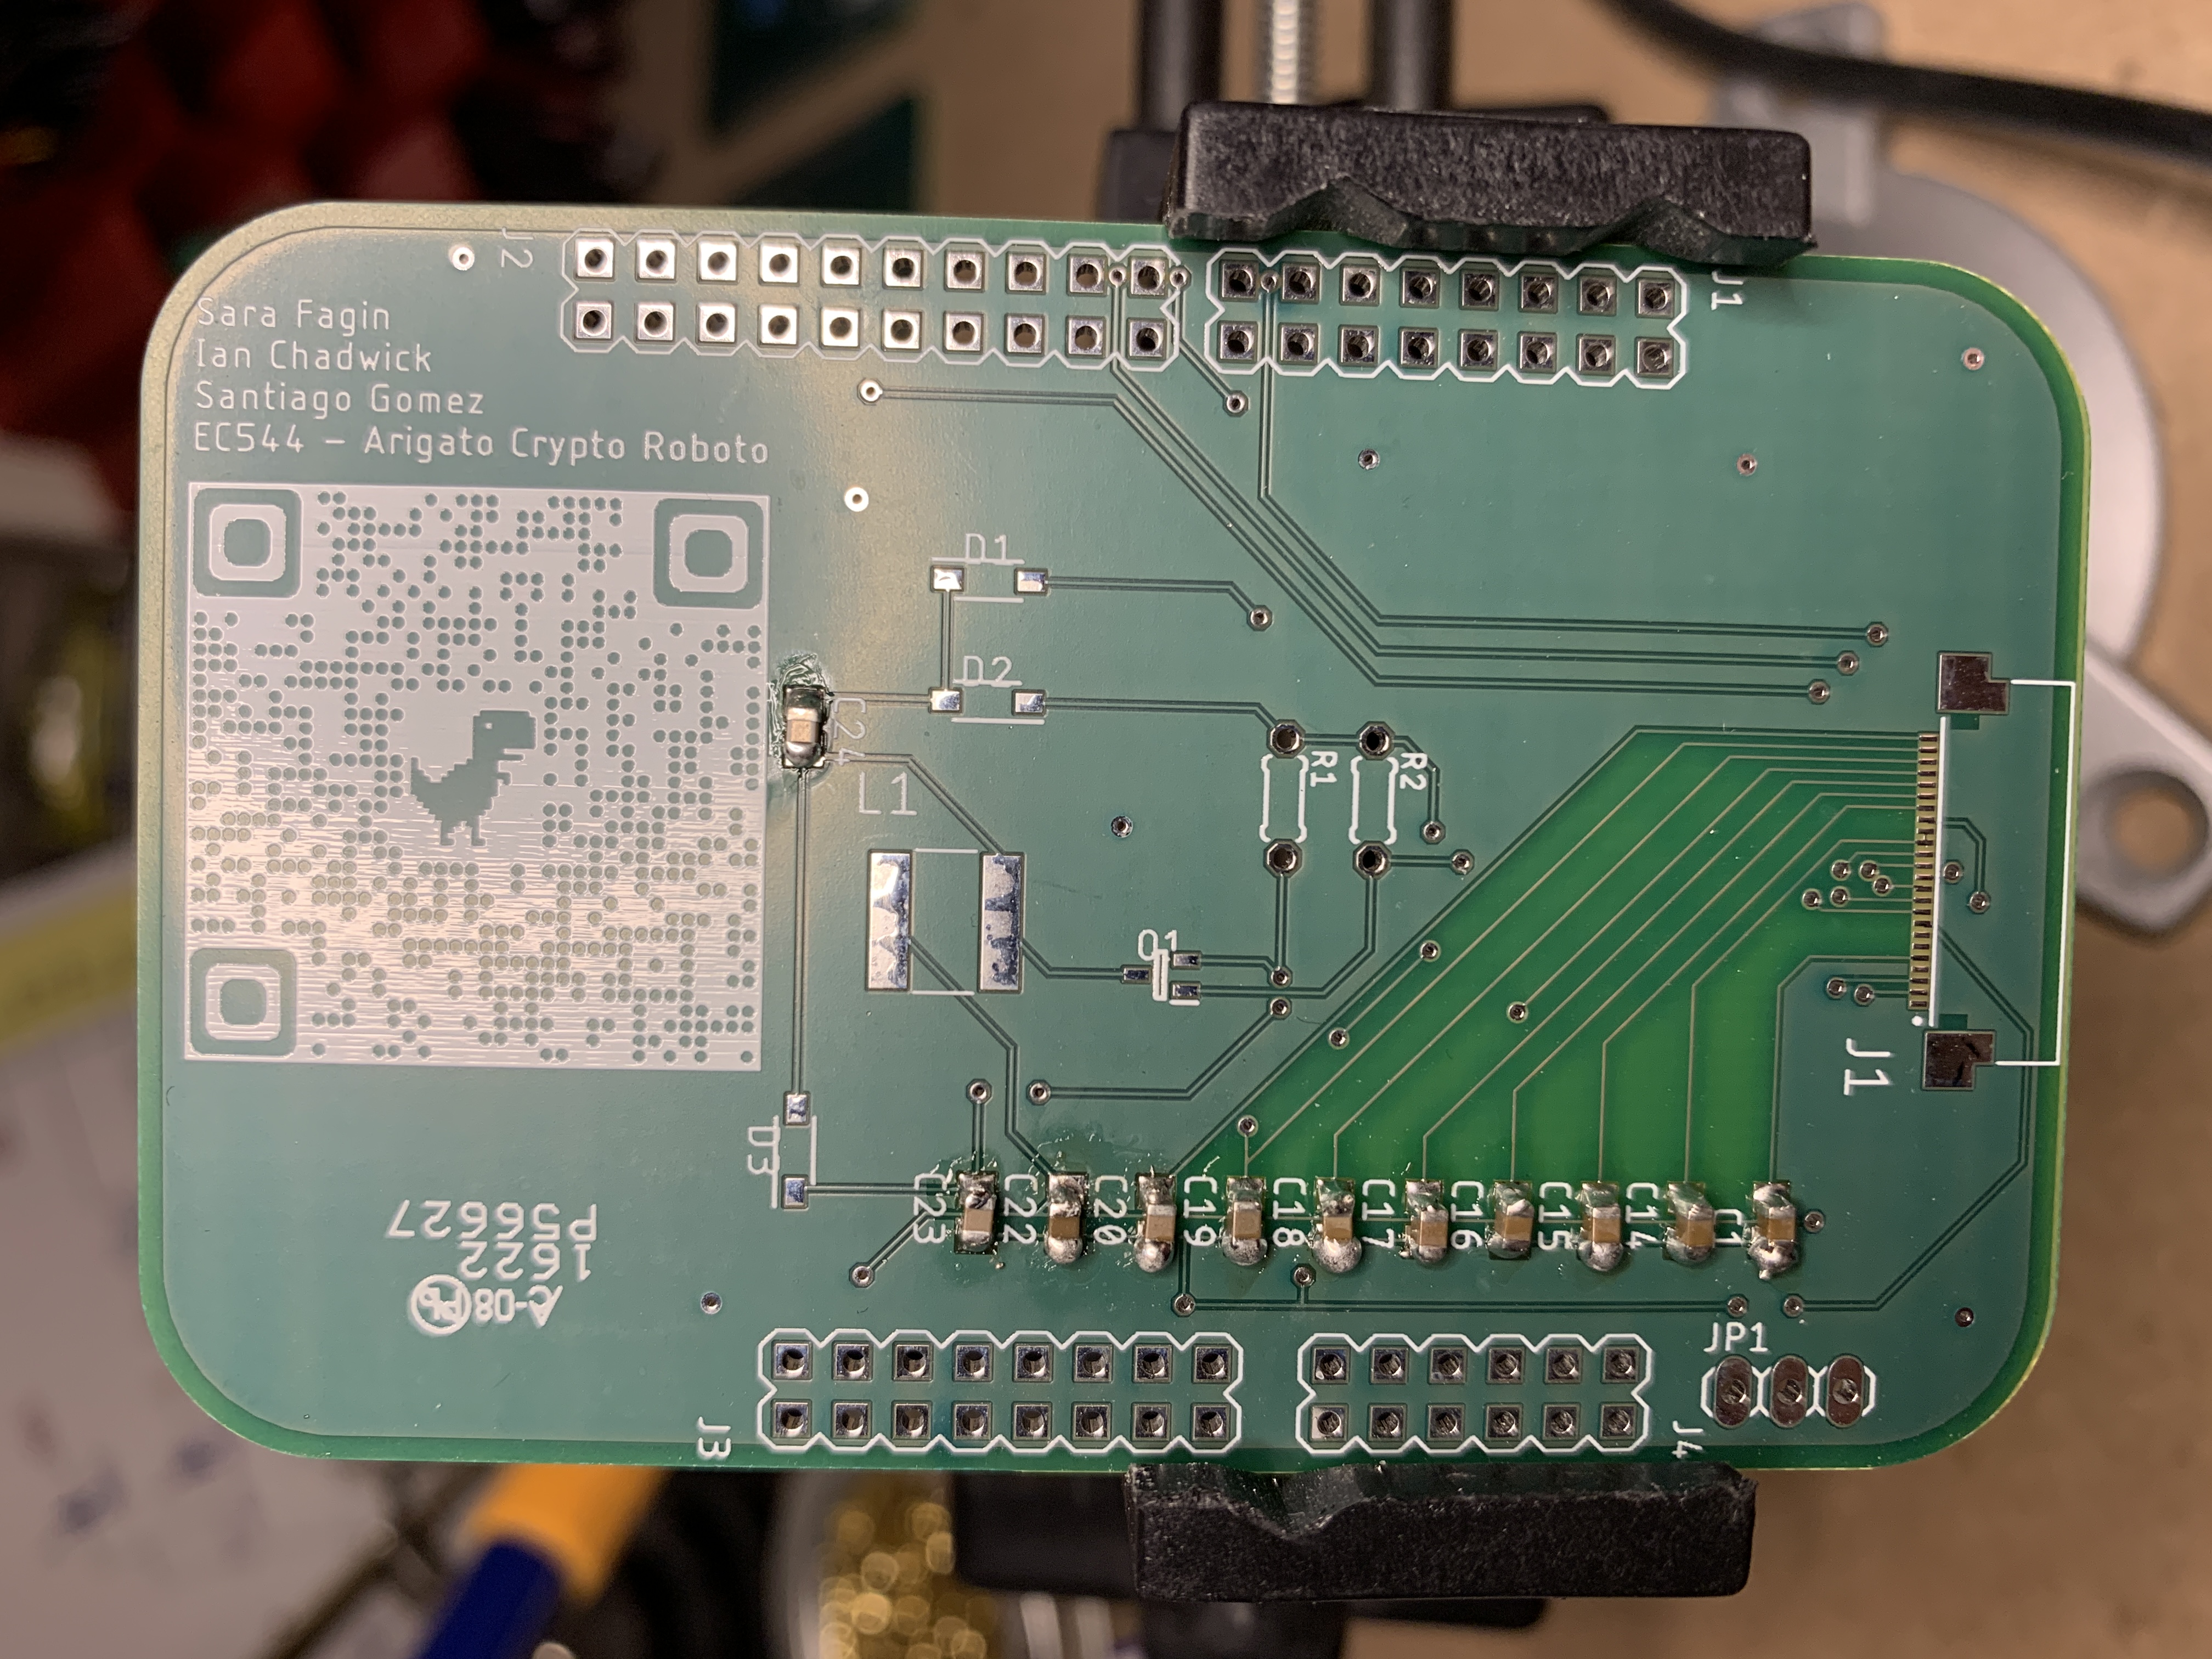 Sara Fagin
Ian Chadwick
Santiago Gomez
EC544 - Arigato Crypto Roboto
J2
A-08
1622
P56627
J3
D3
C24
L1
C23
D2
D1
C22
C20
Q1
C19
C18
R1
C17
R2
C16
C15
C14
J4
JP1
J1
J1